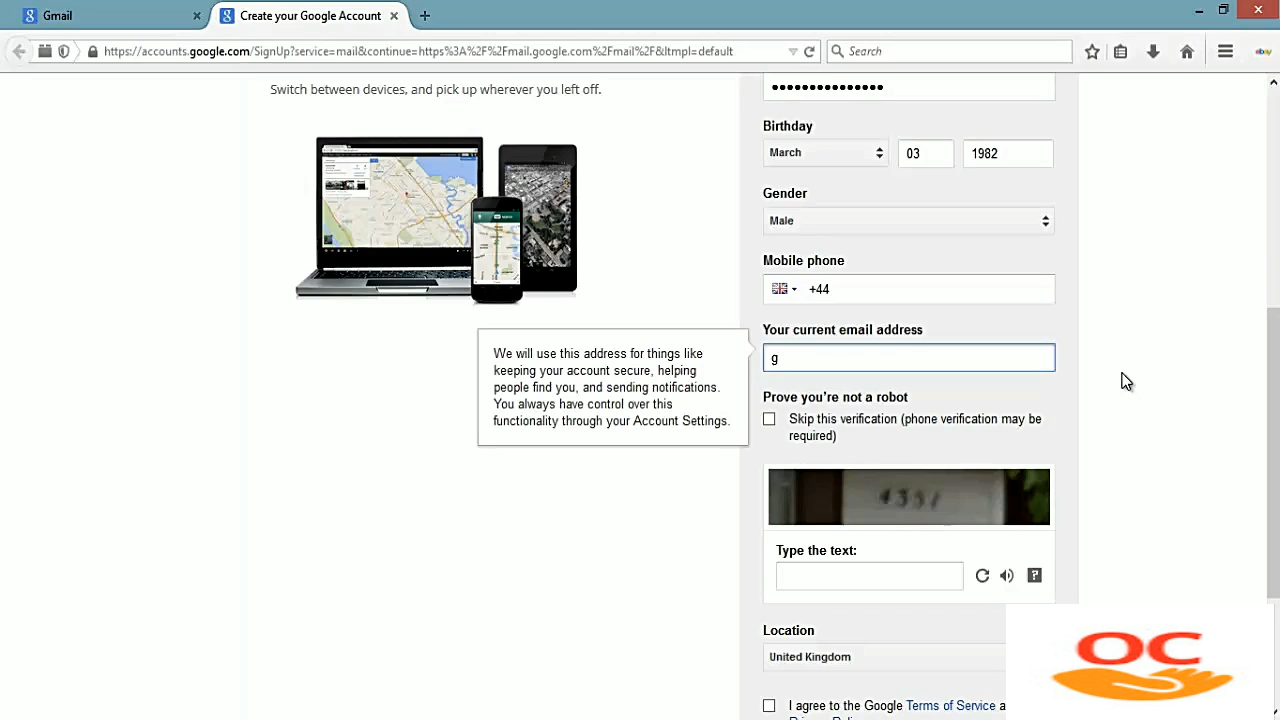 Gmail
Create your Google Account
https://accounts.google.com/SignUp?service=mail&continue=https%3A%2F%2Fmail.google.com%2Fmail%2F&ltmpl=default
Search
ebay
Switch between devices, and pick up wherever you left off.
•••••••••••••••
Birthday
March
03
1982
Gender
Male
Mobile phone
+44
Your current email address
g
We will use this address for things like
keeping your account secure, helping
people find you, and sending notifications.
You always have control over this
functionality through your Account Settings.
Prove you're not a robot
Skip this verification (phone verification may be
required)
Type the text:
Location
United Kingdom
I agree to the Google Terms of Service a
OC